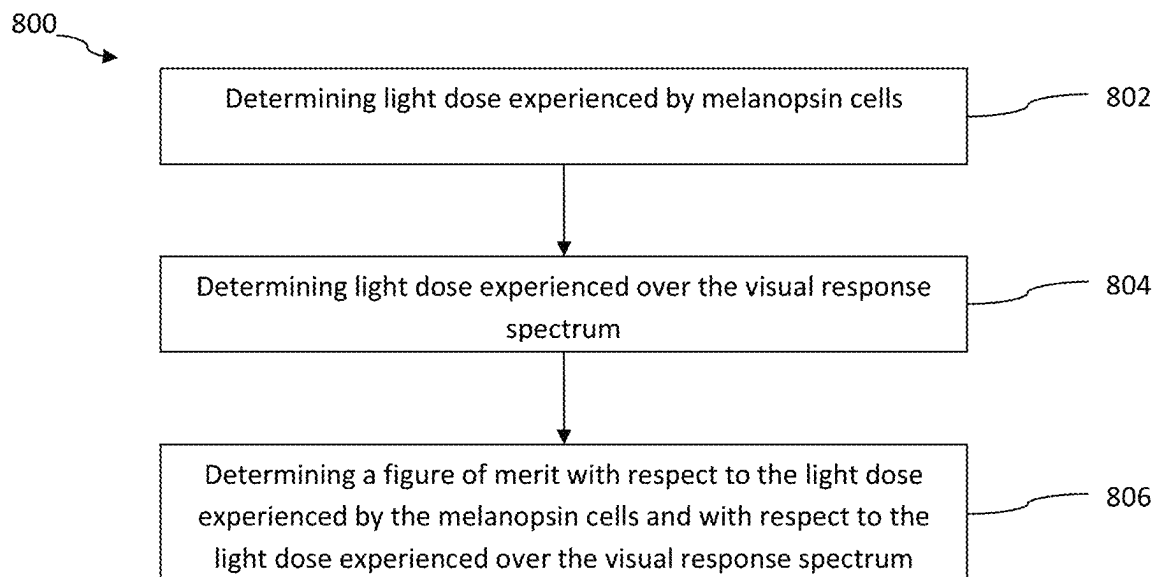 800
Determining light dose experienced by melanopsin cells
802
Determining light dose experienced over the visual response
spectrum
804
Determining a figure of merit with respect to the light dose
experienced by the melanopsin cells and with respect to the
light dose experienced over the visual response spectrum
806